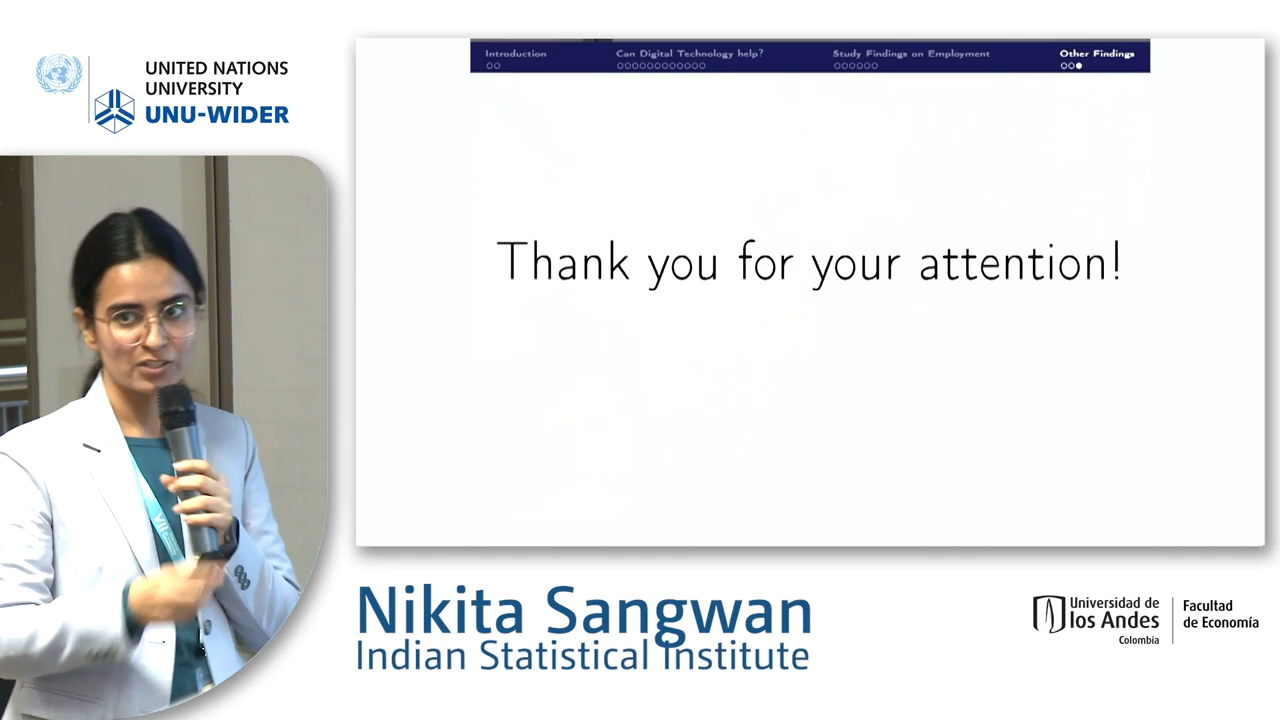 UNITED NATIONS
UNIVERSITY
UNU-WIDER
Introduction
Can Digital Technology help?
Study Findings on Employment
Other Findings
Thank you for your attention!
VII
Nikita Sangwan
Indian Statistical Institute
Universidad de
los Andes
Colombia
Facultad
de Economía